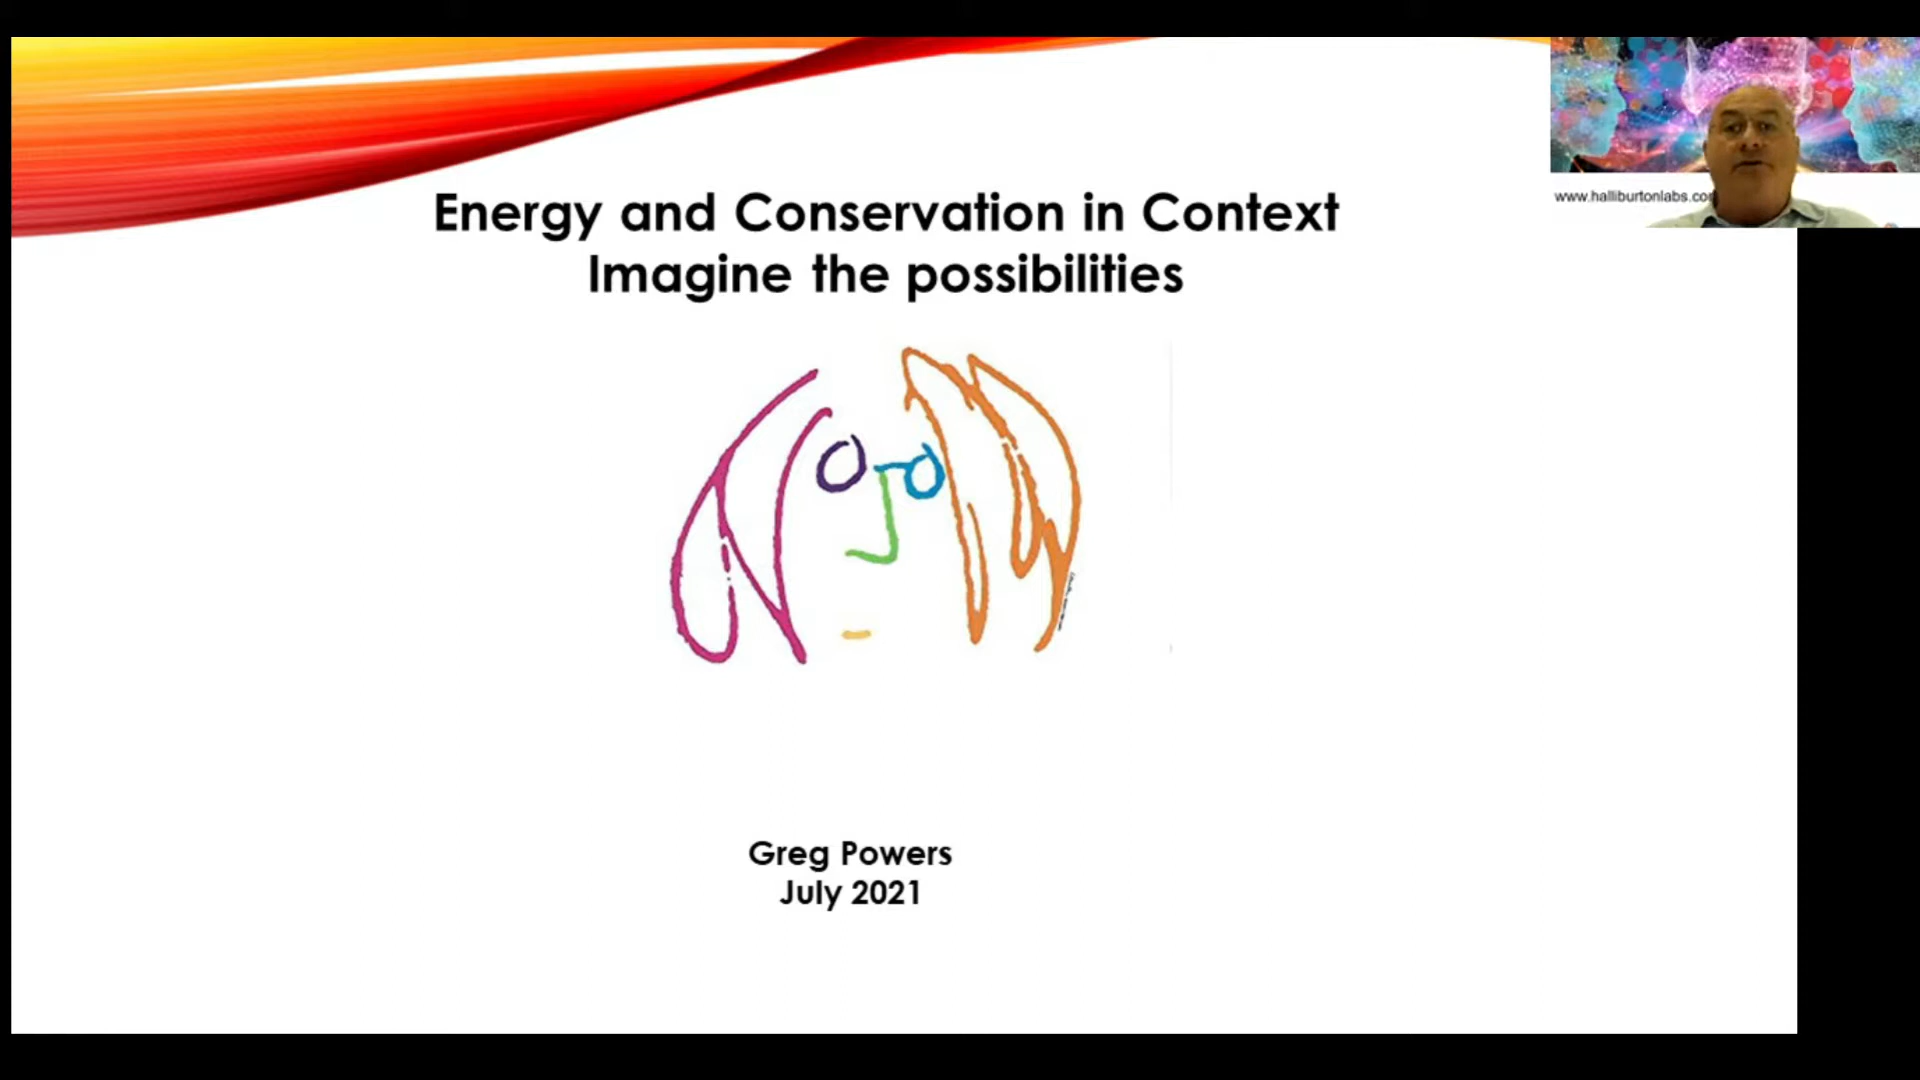 Energy and Conservation in Context
Imagine the possibilities
www.halliburtonlabs.co
Greg Powers
July 2021